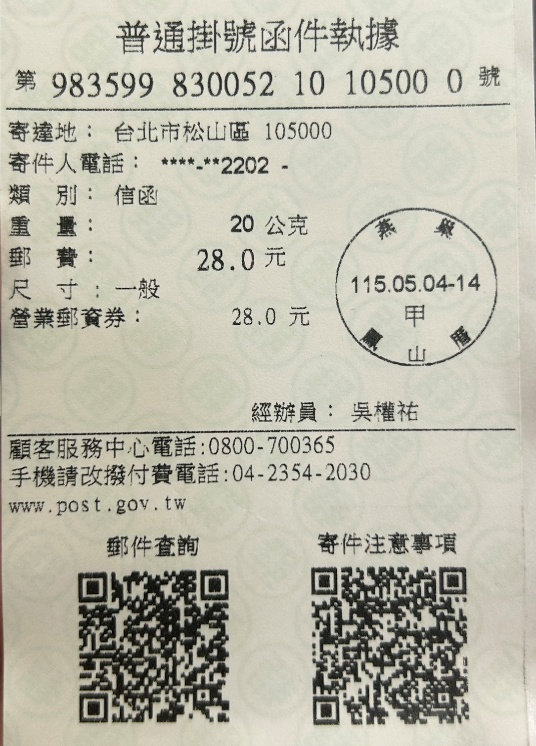 普通掛號函件執據
第 983599 830052 10 10500 0 號
寄達地： 台北市松山區 105000
寄件人電話： ****-**2202 -
類 別： 信函
重 量： 20 公克
郵 費： 28.0 元
尺 寸：一般
營業郵資券： 28.0 元
燕巢
115.05.04-14
甲
鳳山厝
經辦員： 吳權祐
顧客服務中心電話:0800-700365
手機請改撥付費電話:04-2354-2030
www.post.gov.tw
郵件查詢 寄件注意事項